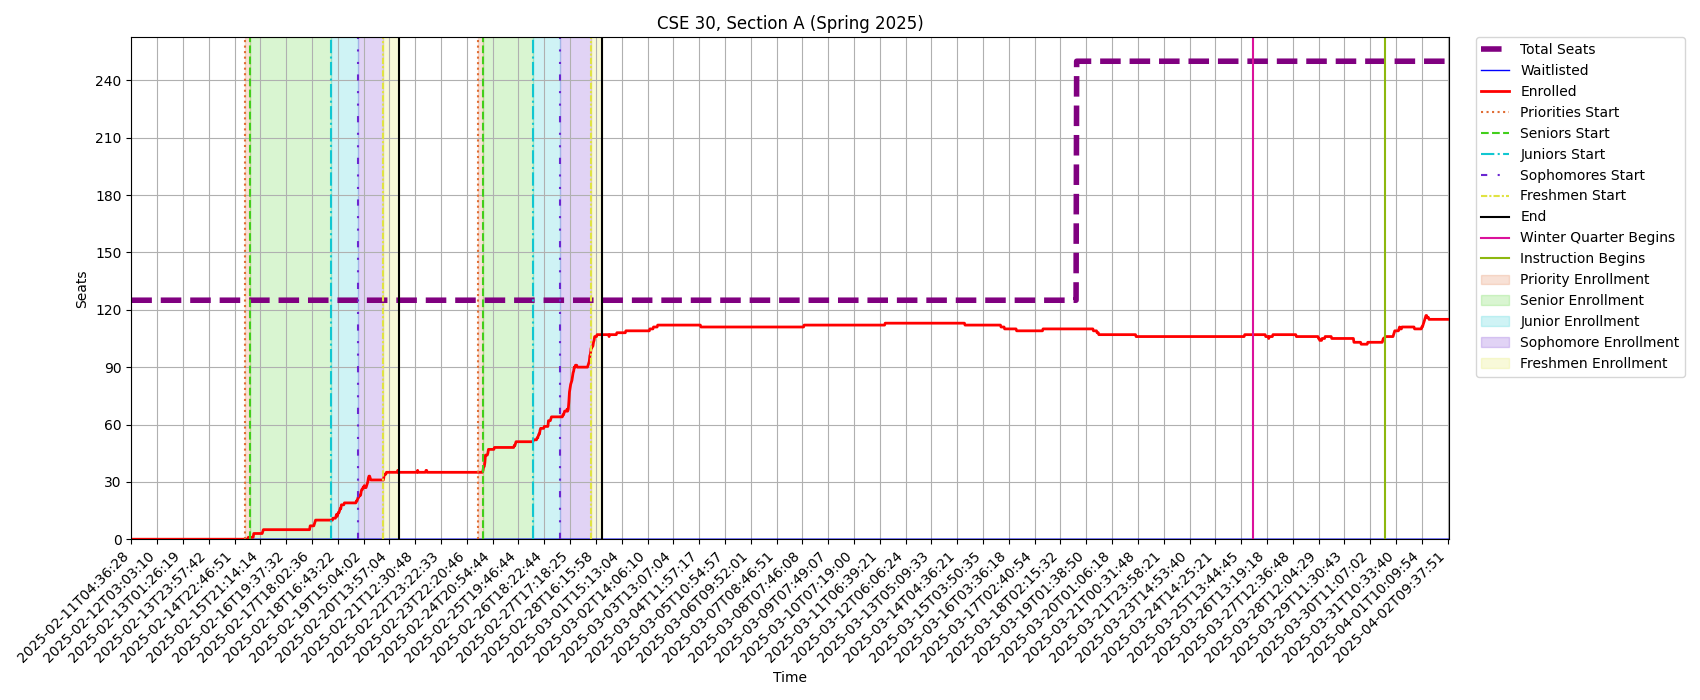 CSE 30, Section A (Spring 2025)
Seats
240
210
180
150
120
90
60
30
0
2025-02-11T04:36:28
2025-02-12T03:03:10
2025-02-13T01:26:19
2025-02-13T23:57:42
2025-02-14T22:46:51
2025-02-15T21:14:14
2025-02-16T19:37:32
2025-02-17T18:02:36
2025-02-18T16:43:22
2025-02-19T15:04:02
2025-02-20T13:57:04
2025-02-21T12:30:48
2025-02-22T23:22:33
2025-02-23T22:20:46
2025-02-24T20:54:44
2025-02-25T19:46:44
2025-02-26T18:22:44
2025-02-27T17:18:25
2025-02-28T16:15:58
2025-03-01T15:13:04
2025-03-02T14:06:10
2025-03-03T13:07:04
2025-03-04T11:57:17
2025-03-05T10:54:57
2025-03-06T09:52:01
2025-03-07T08:46:51
2025-03-08T07:46:08
2025-03-09T07:49:07
2025-03-10T07:19:00
2025-03-11T06:39:21
2025-03-12T06:06:24
2025-03-13T05:09:33
2025-03-14T04:36:21
2025-03-15T03:50:35
2025-03-16T03:36:18
2025-03-17T02:40:54
2025-03-18T02:15:32
2025-03-19T01:38:50
2025-03-20T01:06:18
2025-03-21T00:31:48
2025-03-21T23:58:21
2025-03-23T14:53:40
2025-03-24T14:25:21
2025-03-25T13:44:45
2025-03-26T13:19:18
2025-03-27T12:36:48
2025-03-28T12:04:29
2025-03-29T11:30:43
2025-03-30T11:07:02
2025-03-31T10:33:40
2025-04-01T10:09:54
2025-04-02T09:37:51
Time
Total Seats
Waitlisted
Enrolled
Priorities Start
Seniors Start
Juniors Start
Sophomores Start
Freshmen Start
End
Winter Quarter Begins
Instruction Begins
Priority Enrollment
Senior Enrollment
Junior Enrollment
Sophomore Enrollment
Freshmen Enrollment